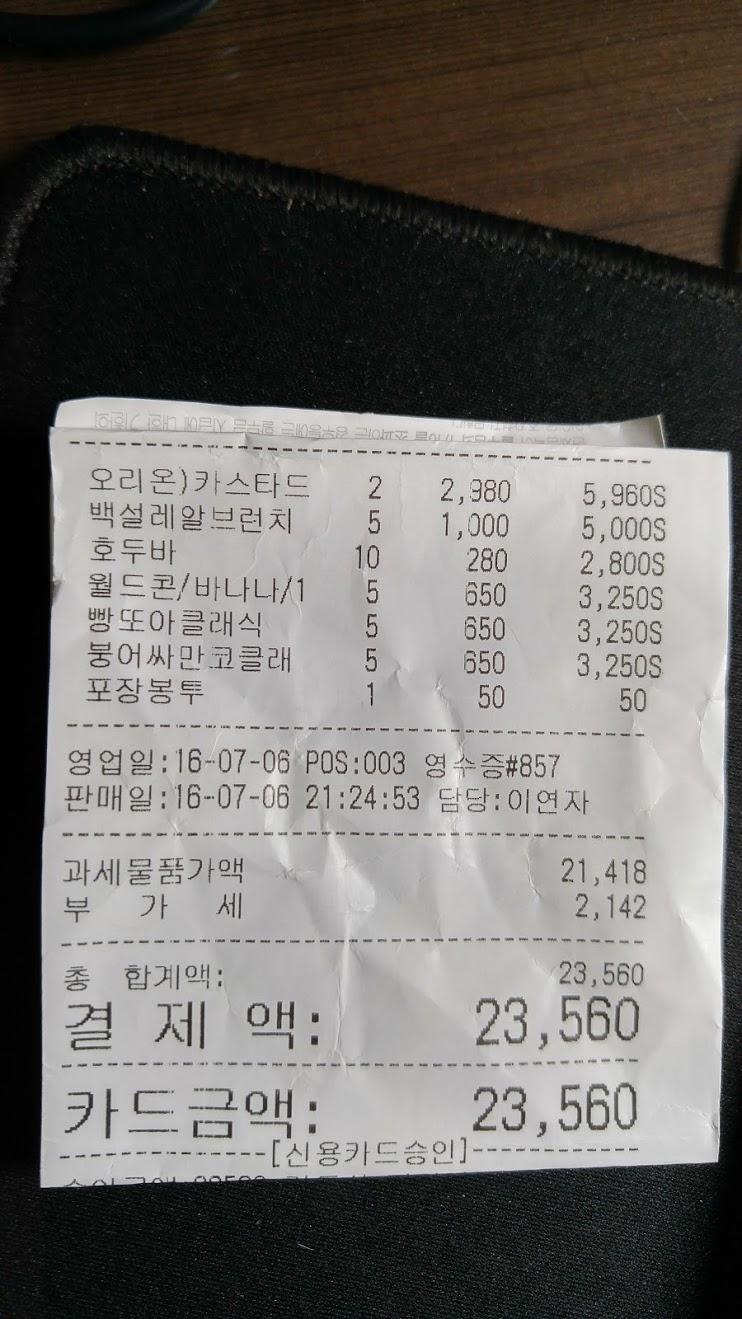 오리온)카스타드 2 2,980 5,960S
백설레알브런치 5 1,000 5,000S
호두바 10 280 2,800S
월드콘/바나나/1 5 650 3,250S
빵또아클래식 5 650 3,250S
붕어싸만코클래 5 650 3,250S
포장봉투 1 50 50
영업일:16-07-06 POS:003 영수증#857
판매일:16-07-06 21:24:53 담당:이연자
과세물품가액 21,418
부 가 세 2,142
총 합계액: 23,560
결 제 액: 23,560
카드금액: 23,560
[신용카드승인]